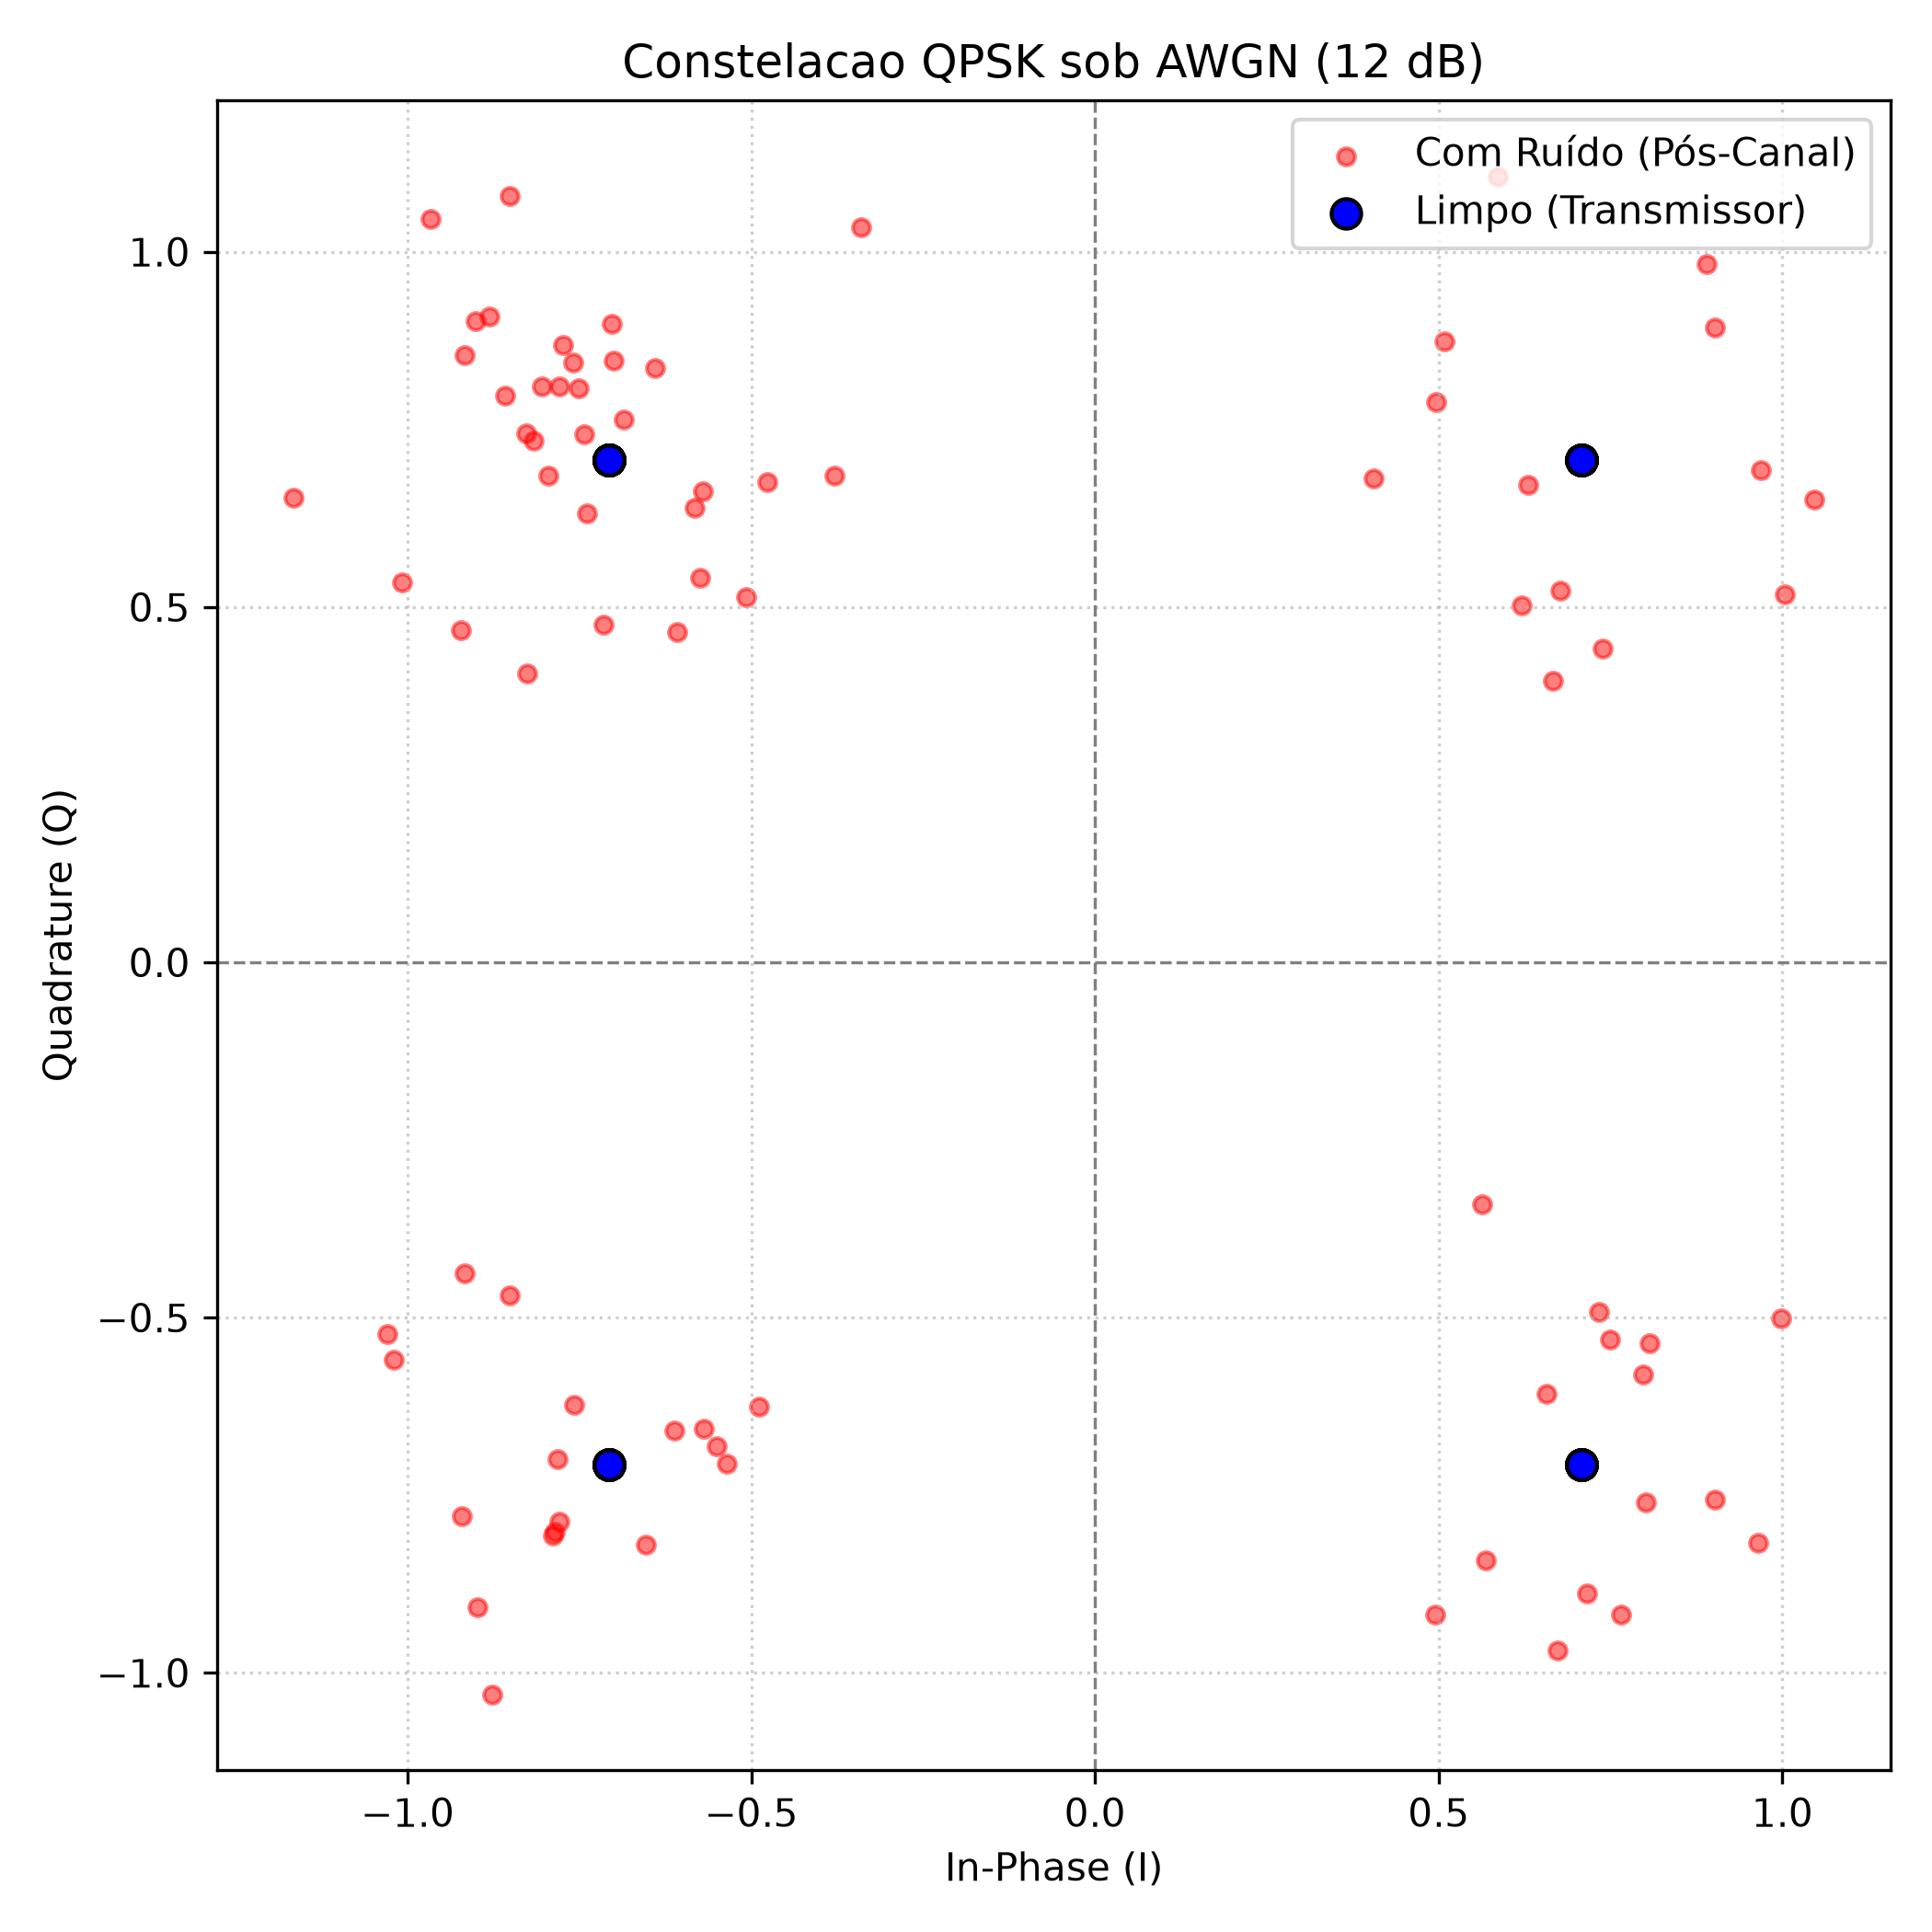 Constelacao QPSK sob AWGN (12 dB)
Com Ruído (Pós-Canal)
Limpo (Transmissor)
1.0
0.5
0.0
−0.5
−1.0
Quadrature (Q)
−1.0
−0.5
0.0
0.5
1.0
In-Phase (I)